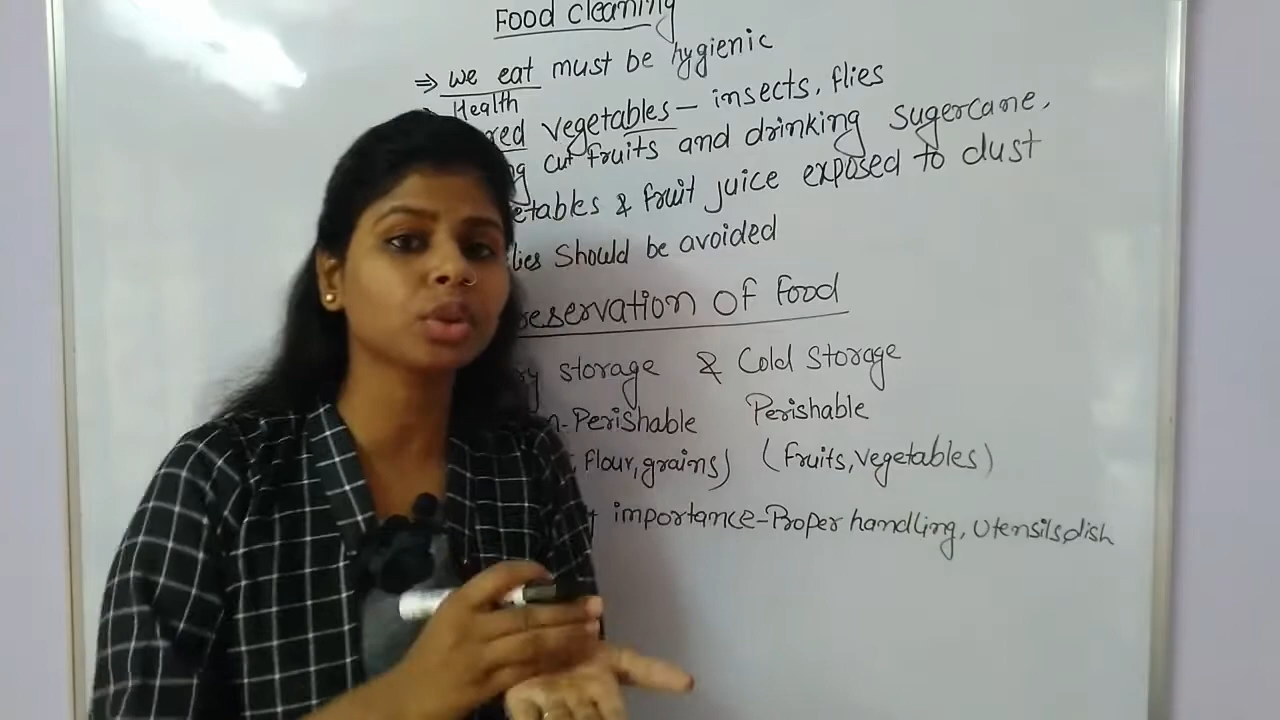 Food cleaning
⇒ we eat must be hygienic
Health
vegetables – insects, flies
cut fruits and drinking sugercane,
& fruit juice exposed to dust
should be avoided
of food
storage & cold storage
Perishable Perishable
flour, grains) (fruits, vegetables)
importance - Proper handling, utensils, dish